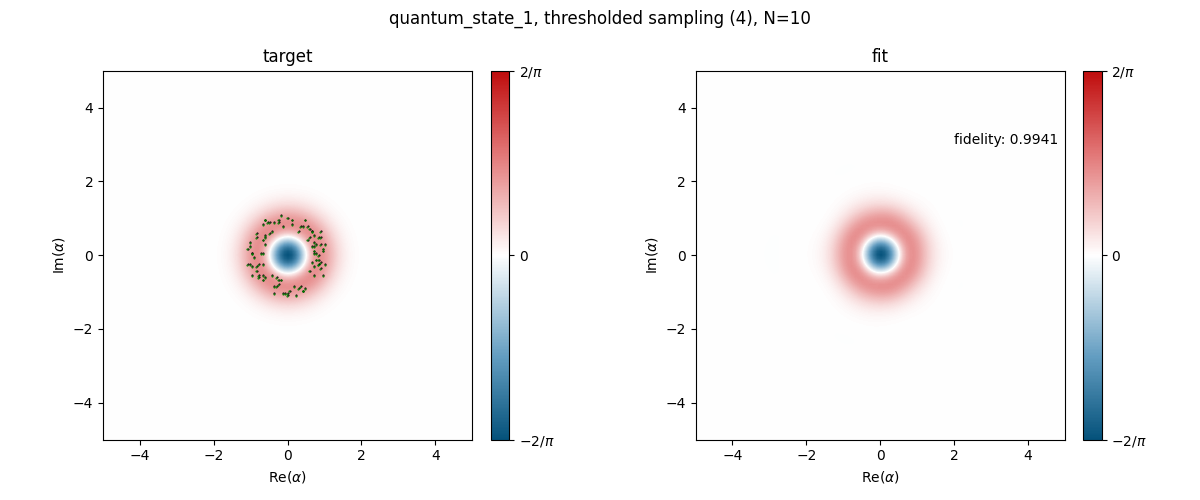 quantum_state_1, thresholded sampling (4), N=10
target
fit
4
2
0
−2
−4
−4
−2
0
2
4
Im(α)
Re(α)
2/π
0
−2/π
fidelity: 0.9941
4
2
0
−2
−4
−4
−2
0
2
4
Im(α)
Re(α)
2/π
0
−2/π